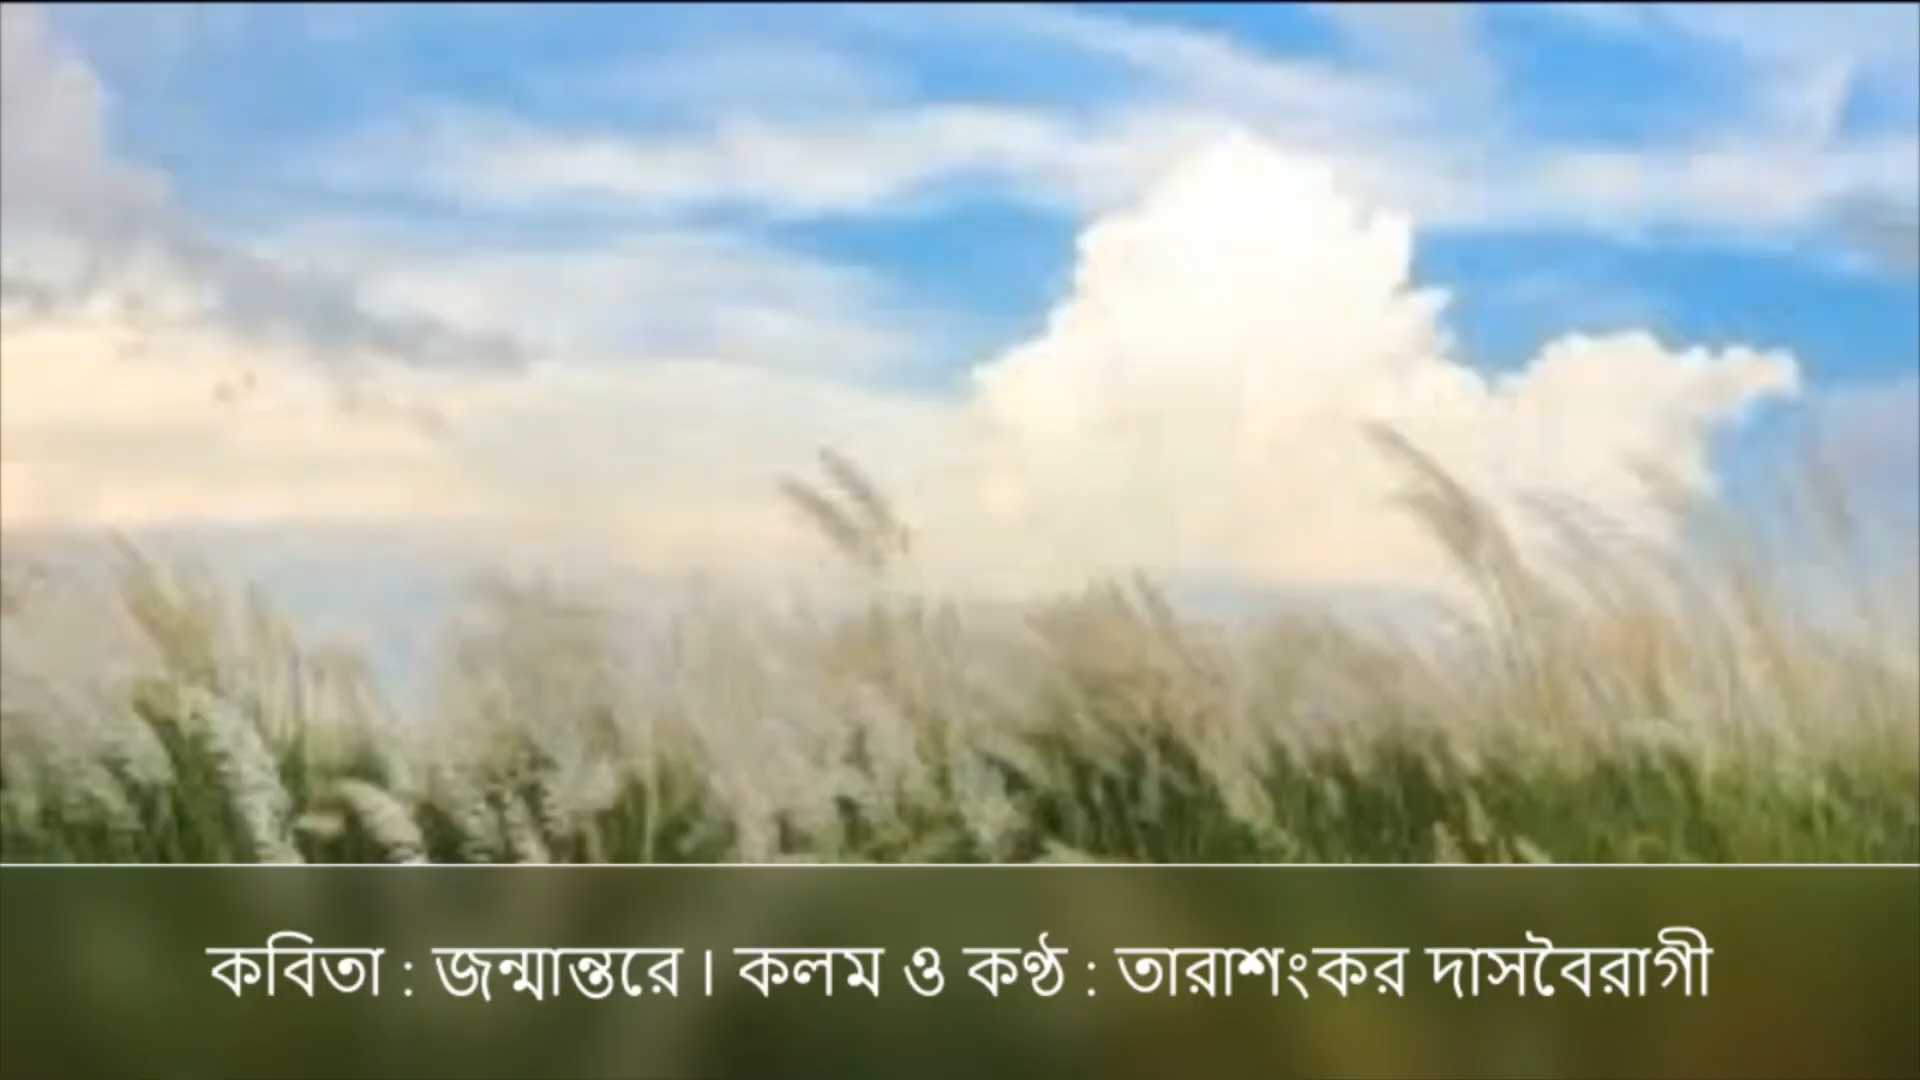 কবিতা : জন্মান্তরে । কলম ও কণ্ঠ : তারাশংকর দাসবৈরাগী